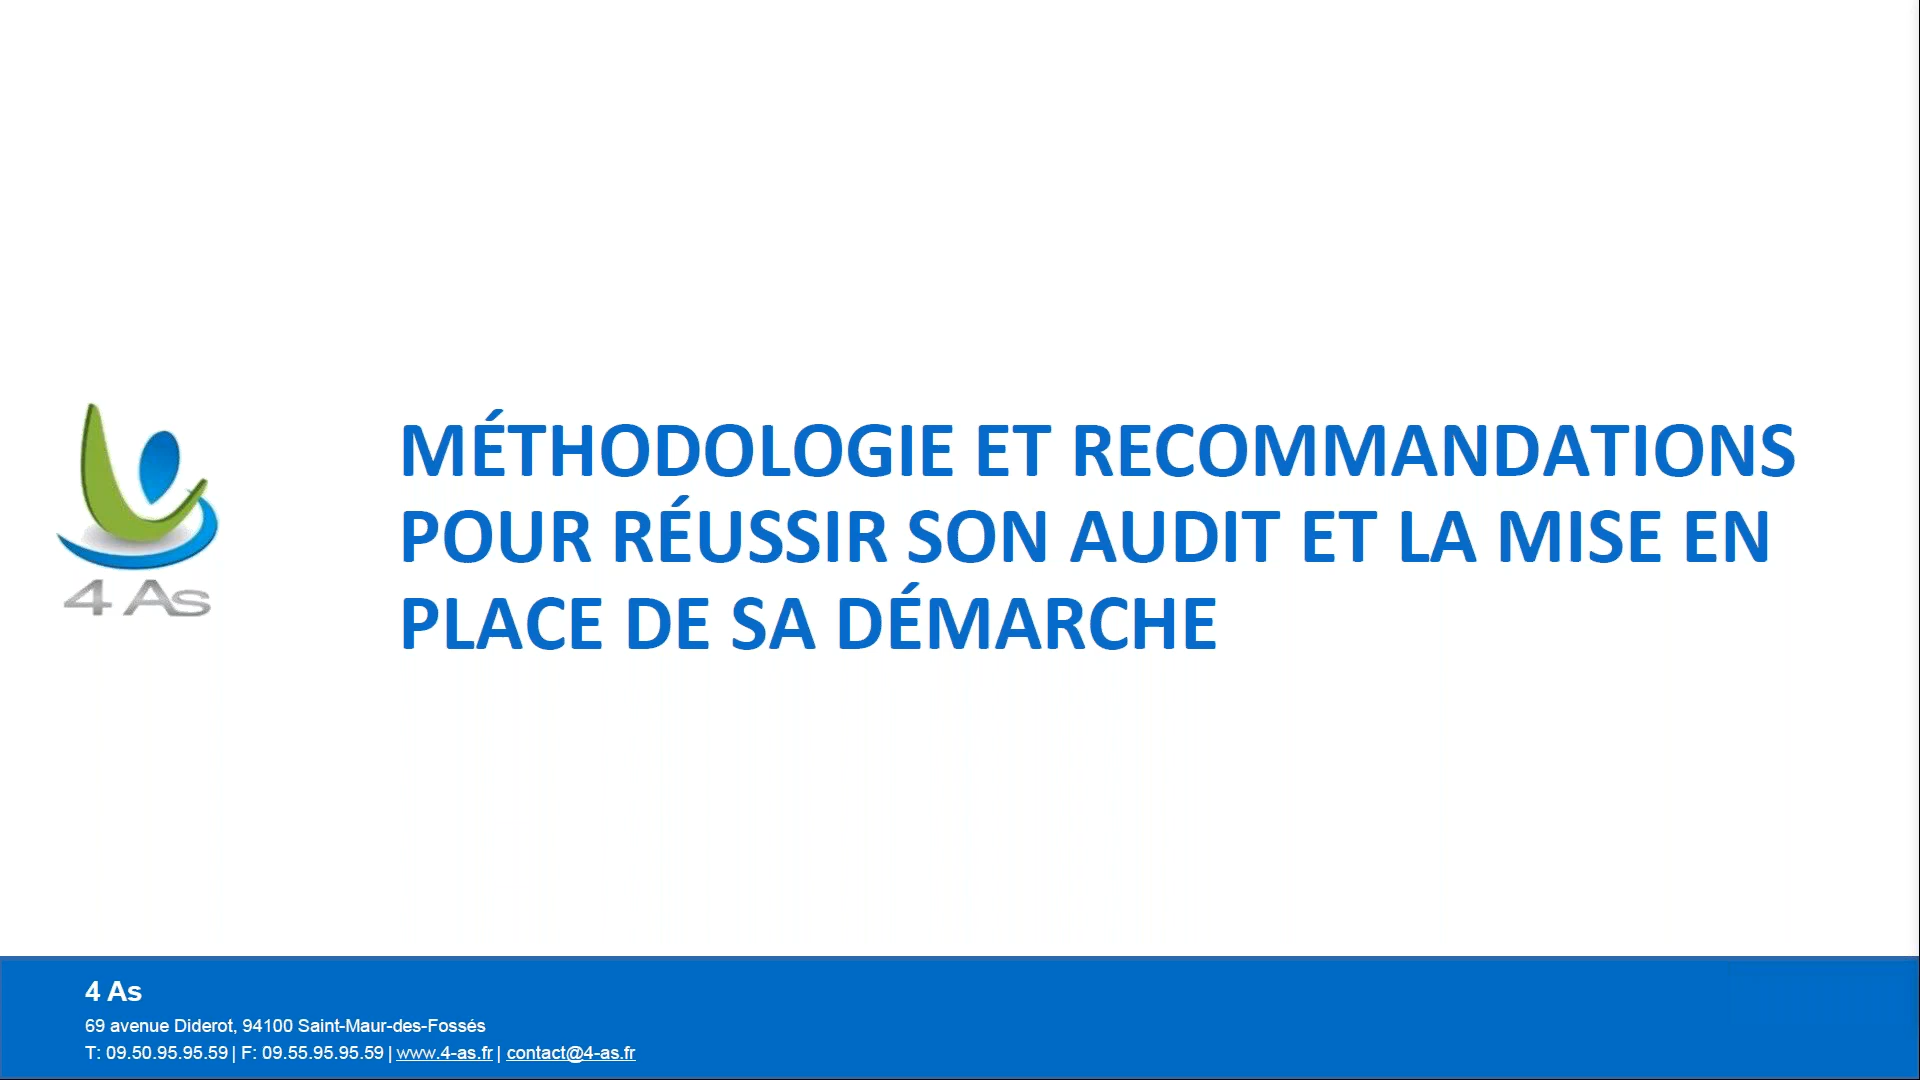 MÉTHODOLOGIE ET RECOMMANDATIONS
POUR RÉUSSIR SON AUDIT ET LA MISE EN
PLACE DE SA DÉMARCHE
4 As
4 As
69 avenue Diderot, 94100 Saint-Maur-des-Fossés
T: 09.50.95.95.59 | F: 09.55.95.95.59 | www.4-as.fr | contact@4-as.fr